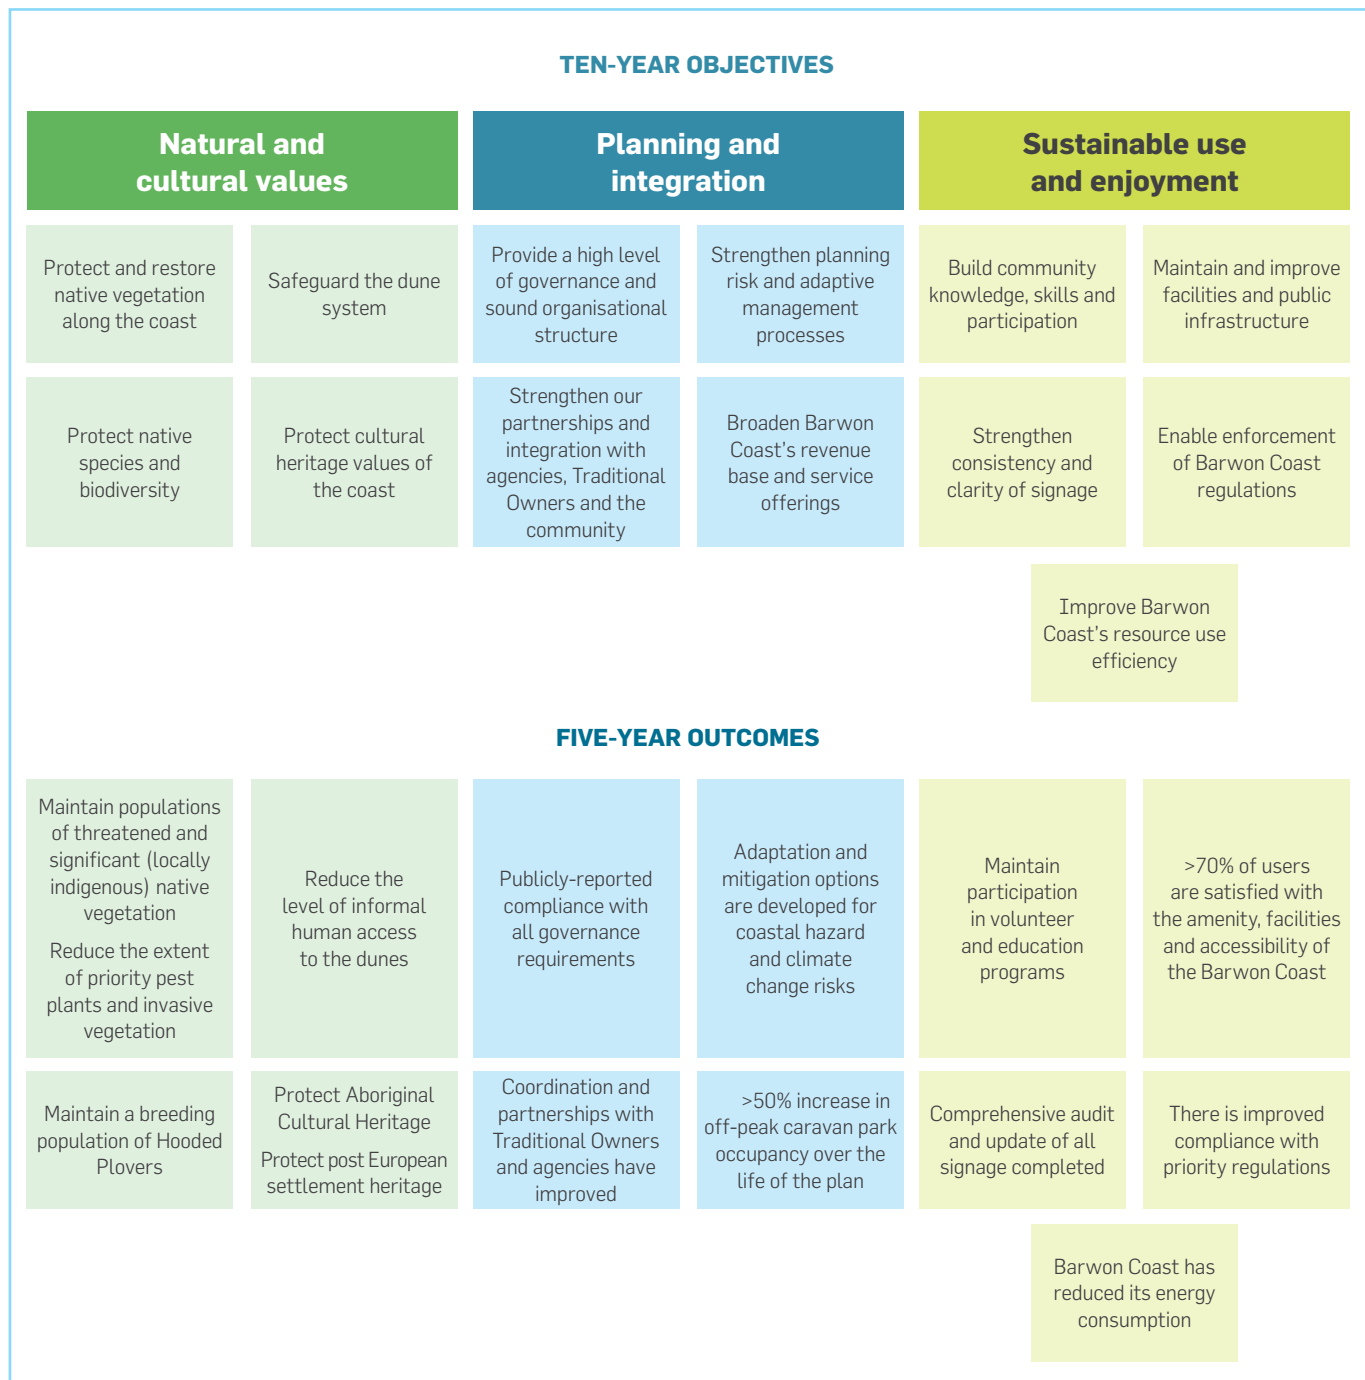 TEN-YEAR OBJECTIVES
Natural and
cultural values
Planning and
integration
Sustainable use
and enjoyment
Protect and restore
native vegetation
along the coast
Safeguard the dune
system
Provide a high level
of governance and
sound organisational
structure
Strengthen planning
risk and adaptive
management
processes
Build community
knowledge, skills and
participation
Maintain and improve
facilities and public
infrastructure
Protect native
species and
biodiversity
Protect cultural
heritage values of
the coast
Strengthen our
partnerships and
integration with
agencies, Traditional
Owners and the
community
Broaden Barwon
Coast's revenue
base and service
offerings
Strengthen
consistency and
clarity of signage
Enable enforcement
of Barwon Coast
regulations
Improve Barwon
Coast's resource use
efficiency
FIVE-YEAR OUTCOMES
Maintain populations
of threatened and
significant (locally
indigenous) native
vegetation
Reduce the extent
of priority pest
plants and invasive
vegetation
Reduce the
level of informal
human access
to the dunes
Publicly-reported
compliance with
all governance
requirements
Adaptation and
mitigation options
are developed for
coastal hazard
and climate
change risks
Maintain
participation
in volunteer
and education
programs
>70% of users
are satisfied with
the amenity, facilities
and accessibility of
the Barwon Coast
Maintain a breeding
population of Hooded
Plovers
Protect Aboriginal
Cultural Heritage
Protect post European
settlement heritage
Coordination and
partnerships with
Traditional Owners
and agencies have
improved
>50% increase in
off-peak caravan park
occupancy over the
life of the plan
Comprehensive audit
and update of all
signage completed
There is improved
compliance with
priority regulations
Barwon Coast has
reduced its energy
consumption